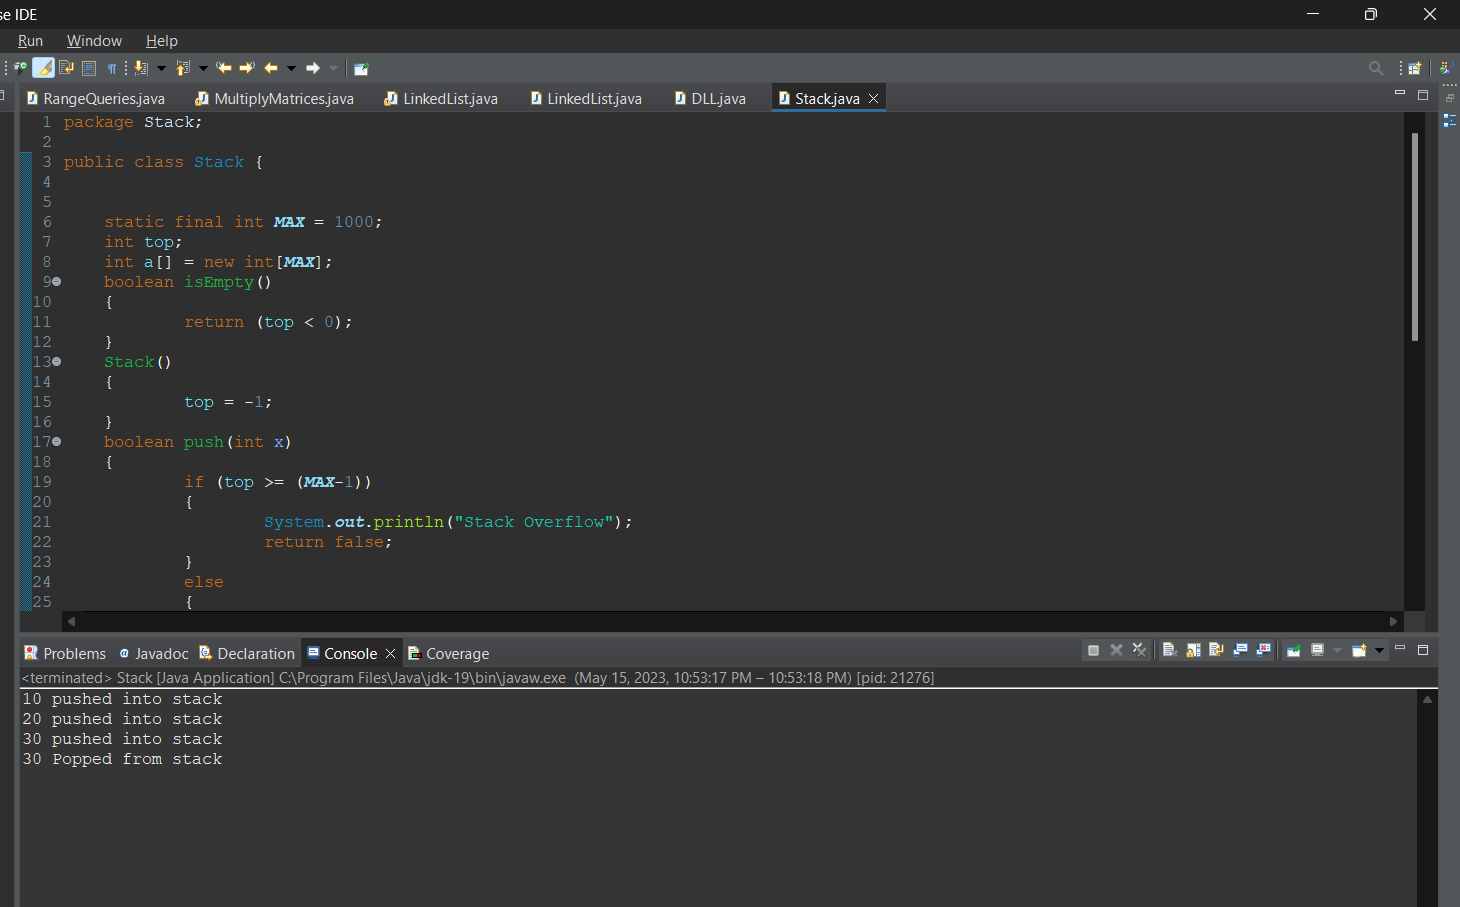 se IDE
Run Window Help
RangeQueries.java MultiplyMatrices.java LinkedList.java LinkedList.java DLL.java Stack.java
1 package Stack;
2
3 public class Stack {
4
5
6 static final int MAX = 1000;
7 int top;
8 int a[] = new int[MAX];
9 boolean isEmpty()
10 {
11 return (top < 0);
12 }
13 Stack()
14 {
15 top = -1;
16 }
17 boolean push(int x)
18 {
19 if (top >= (MAX-1))
20 {
21 System.out.println("Stack Overflow");
22 return false;
23 }
24 else
25 {
Problems Javadoc Declaration Console Coverage
<terminated> Stack [Java Application] C:\Program Files\Java\jdk-19\bin\javaw.exe (May 15, 2023, 10:53:17 PM – 10:53:18 PM) [pid: 21276]
10 pushed into stack
20 pushed into stack
30 pushed into stack
30 Popped from stack